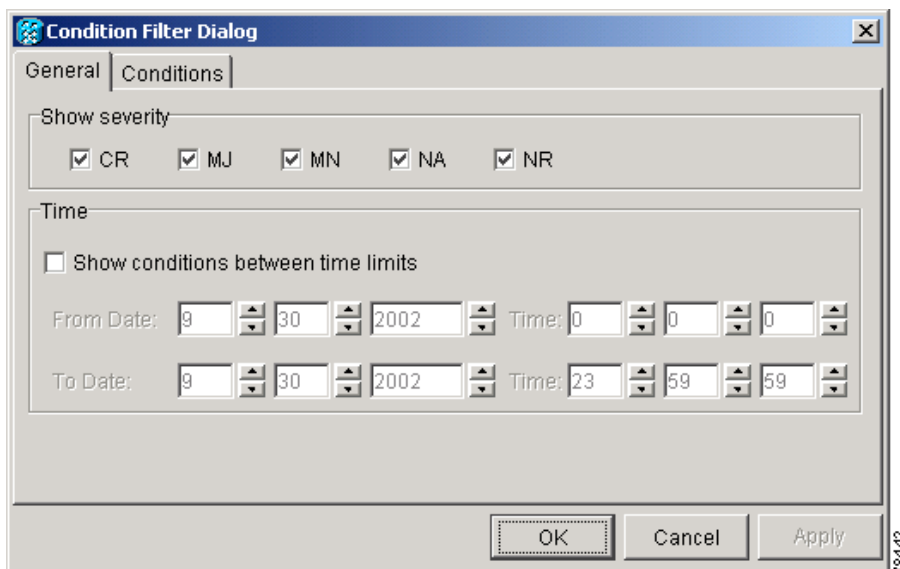 Condition Filter Dialog
General Conditions
Show severity
CR MJ MN NA NR
Time
Show conditions between time limits
From Date: 9 30 2002 Time: 0 0 0
To Date: 9 30 2002 Time: 23 59 59
OK Cancel Apply